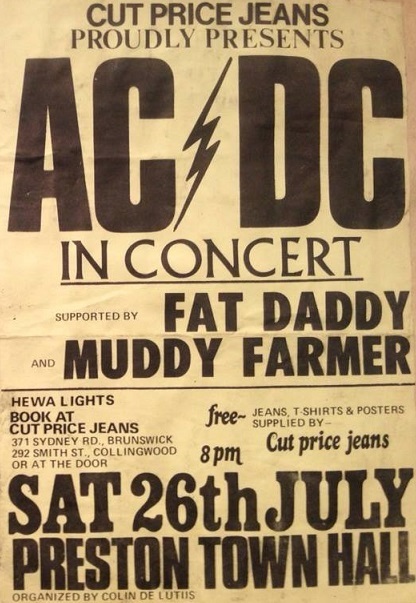 CUT PRICE JEANS
PROUDLY PRESENTS
AC DC
IN CONCERT
SUPPORTED BY FAT DADDY
AND MUDDY FARMER
HEWA LIGHTS
BOOK AT
CUT PRICE JEANS
371 SYDNEY RD., BRUNSWICK
292 SMITH ST., COLLINGWOOD
OR AT THE DOOR
free- JEANS, T-SHIRTS & POSTERS
SUPPLIED BY-
8pm Cut price jeans
SAT 26th JULY
PRESTON TOWN HALL
ORGANIZED BY COLIN DE LUTIIS